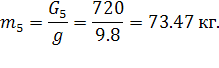 m₅ = G₅/g = 720/9.8 = 73.47 кг.